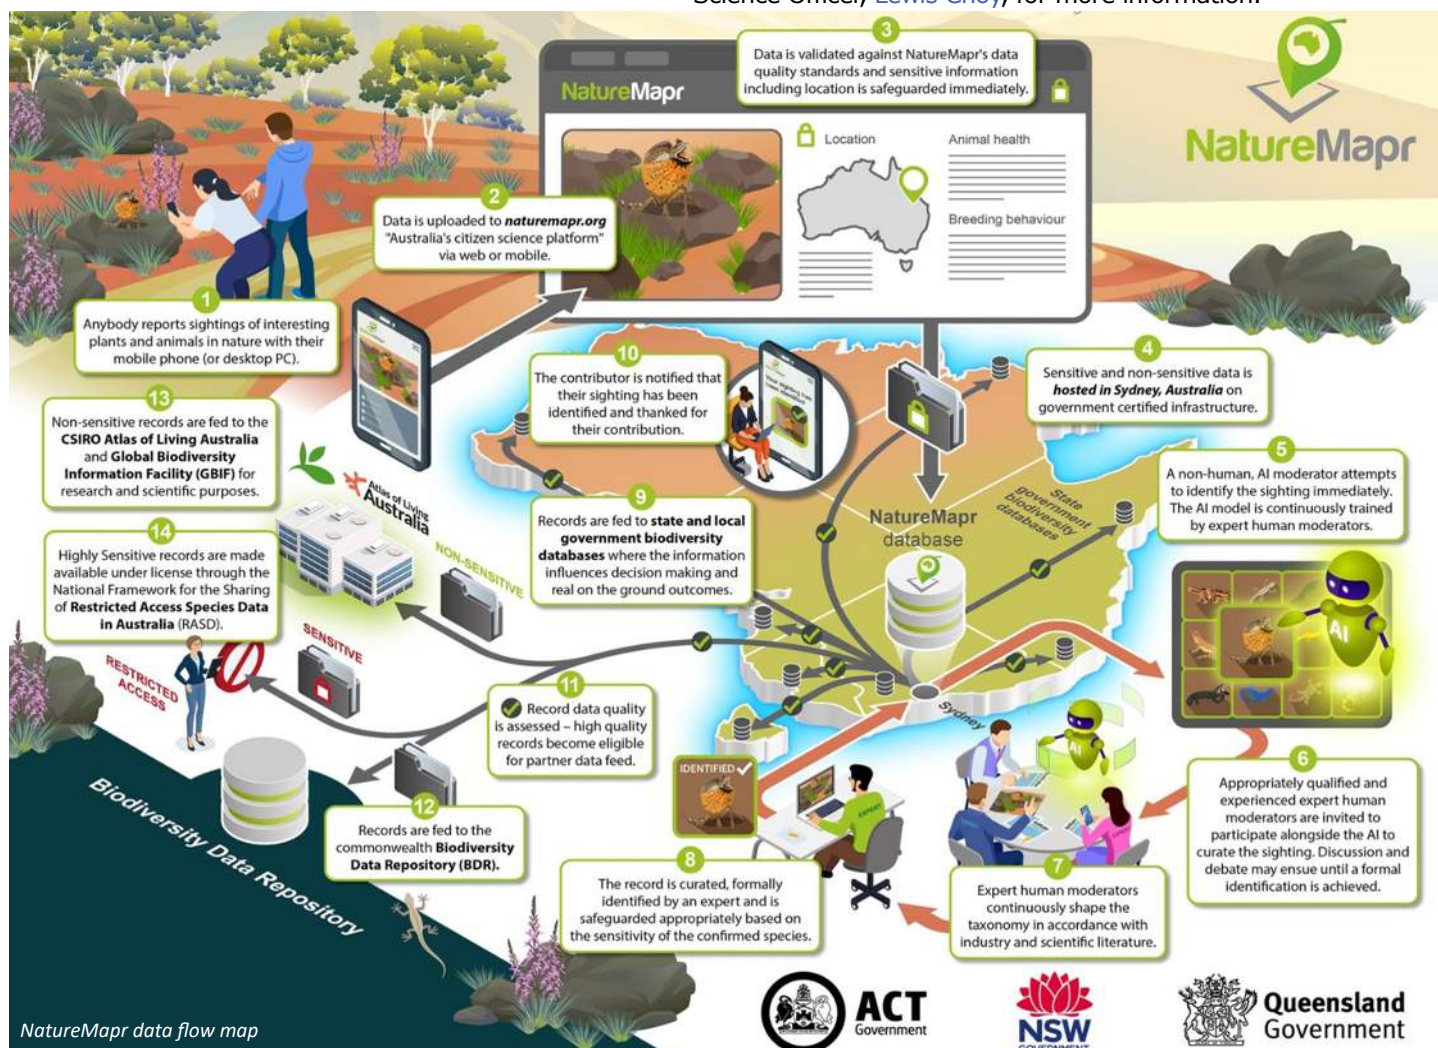 Science Officer, Lewis Choy, for more information.
3
Data is validated against NatureMapr's data
quality standards and sensitive information
including location is safeguarded immediately.
NatureMapr
NatureMapr
Location
Animal health
Breeding behaviour
2
Data is uploaded to naturemapr.org
"Australia's citizen science platform"
via web or mobile.
1
Anybody reports sightings of interesting
plants and animals in nature with their
mobile phone (or desktop PC).
10
The contributor is notified that
their sighting has been
identified and thanked for
their contribution.
Your sighting has
been identified
4
Sensitive and non-sensitive data is
hosted in Sydney, Australia on
government certified infrastructure.
13
Non-sensitive records are fed to the
CSIRO Atlas of Living Australia
and Global Biodiversity
Information Facility (GBIF) for
research and scientific purposes.
Atlas of Living
Australia
5
A non-human, AI moderator attempts
to identify the sighting immediately.
The AI model is continuously trained
by expert human moderators.
9
Records are fed to state and local
government biodiversity
databases where the information
influences decision making and
real on the ground outcomes.
State
government
biodiversity
databases
NatureMapr
database
14
Highly Sensitive records are made
available under license through the
National Framework for the Sharing
of Restricted Access Species Data
in Australia (RASD).
NON-SENSITIVE
SENSITIVE
RESTRICTED
ACCESS
AI
11
Record data quality
is assessed – high quality
records become eligible
for partner data feed.
Sydney
AI
IDENTIFIED
EXPERT
6
Appropriately qualified and
experienced expert human
moderators are invited to
participate alongside the AI to
curate the sighting. Discussion and
debate may ensue until a formal
identification is achieved.
12
Records are fed to the
commonwealth Biodiversity
Data Repository (BDR).
Biodiversity Data Repository
8
The record is curated, formally
identified by an expert and is
safeguarded appropriately based on
the sensitivity of the confirmed species.
7
Expert human moderators
continuously shape the
taxonomy in accordance with
industry and scientific literature.
NatureMapr data flow map
ACT
Government
NSW
GOVERNMENT
Queensland
Government